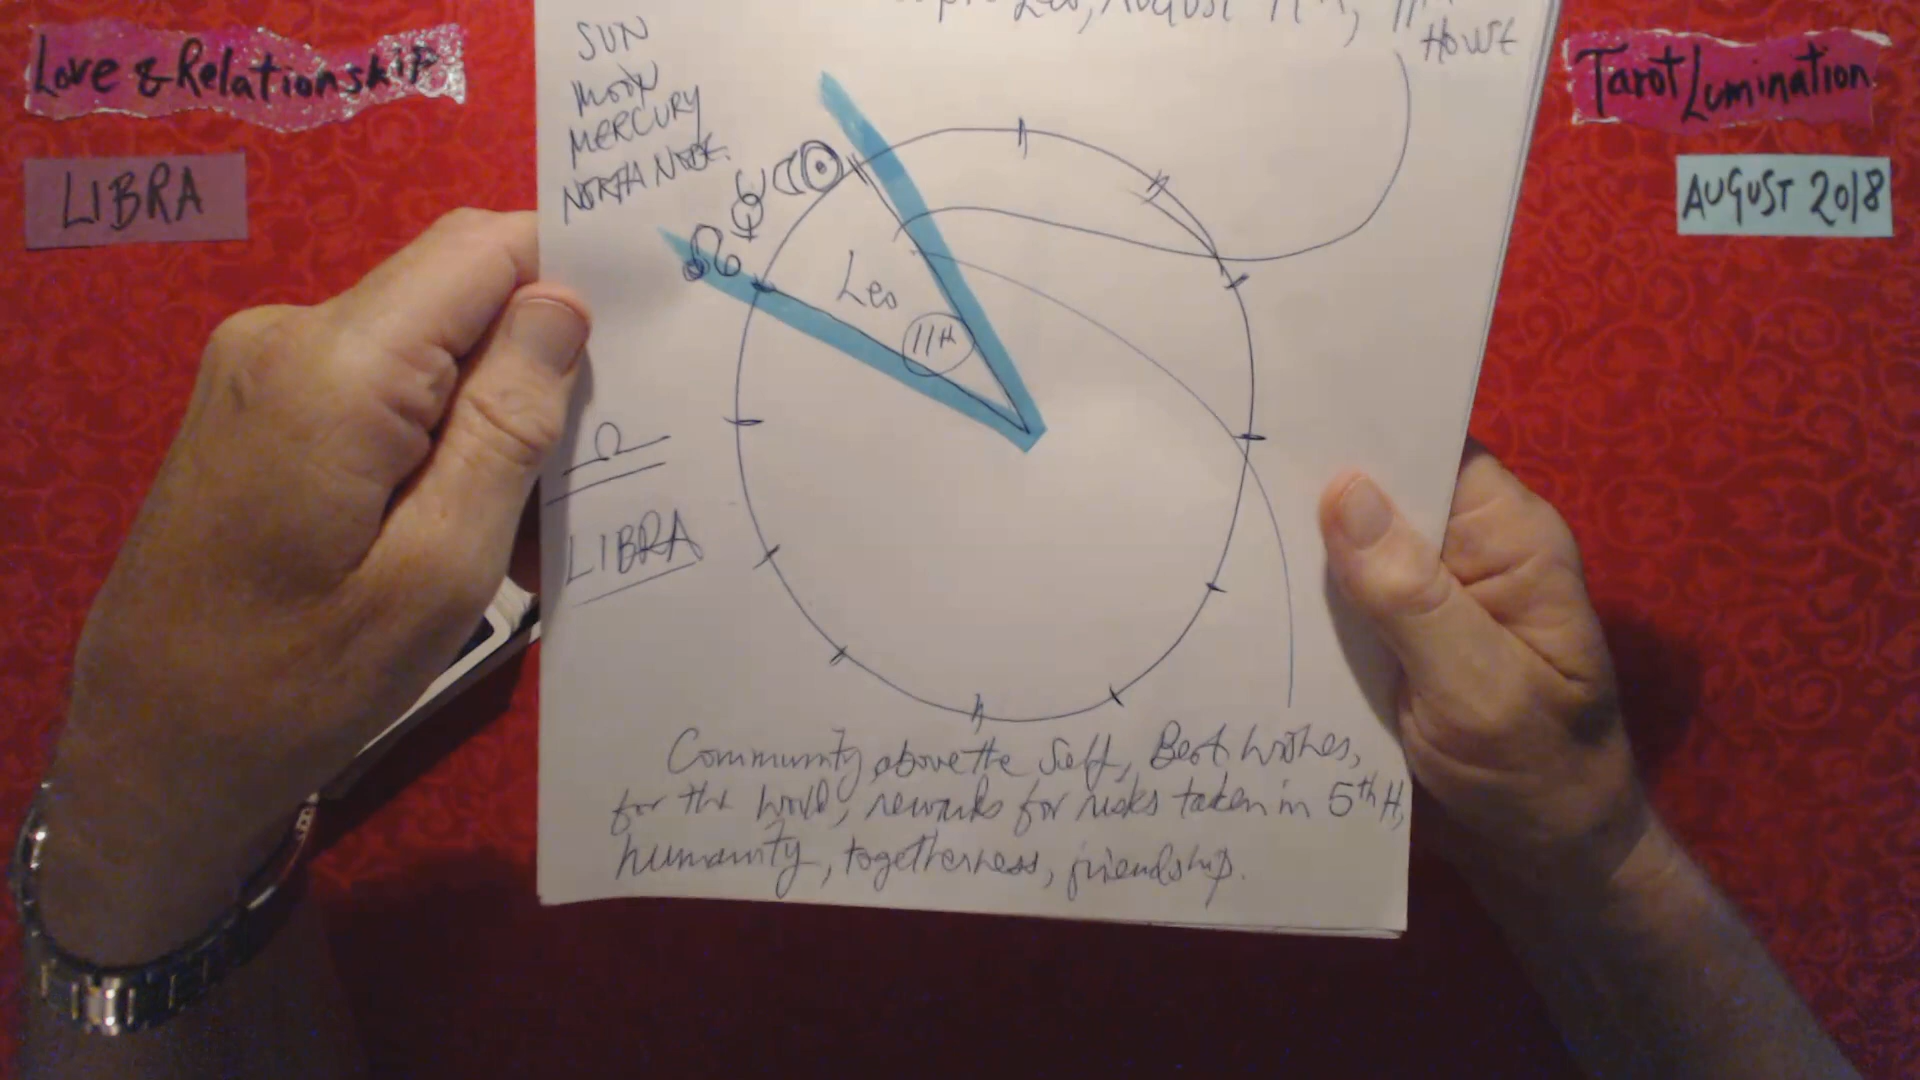 Love & Relationship
LIBRA
Tarot Lumination
AUGUST 2018
Leo, August 11th, 11th
House
SUN
MOON
MERCURY
NORTH NODE
Leo
11H
LIBRA
Community above the self, Best wishes,
for the world, rewards for risks taken in 5th H,
humanity, togetherness, friendship.